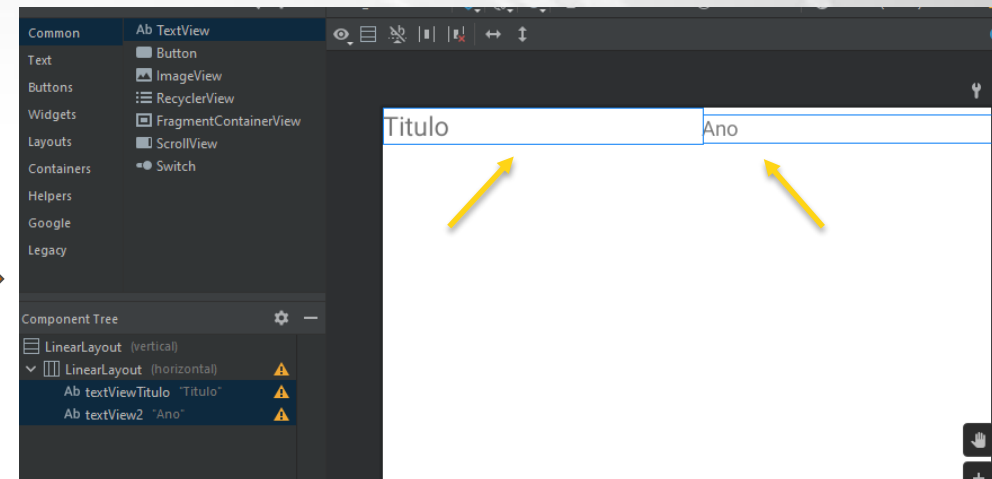 Common
Text
Buttons
Widgets
Layouts
Containers
Helpers
Google
Legacy
Ab TextView
Button
ImageView
RecyclerView
FragmentContainerView
ScrollView
Switch
Titulo
Ano
Component Tree
LinearLayout (vertical)
LinearLayout (horizontal)
Ab textViewTitulo "Titulo"
Ab textView2 "Ano"